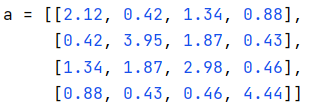 a = [[2.12, 0.42, 1.34, 0.88],
[0.42, 3.95, 1.87, 0.43],
[1.34, 1.87, 2.98, 0.46],
[0.88, 0.43, 0.46, 4.44]]